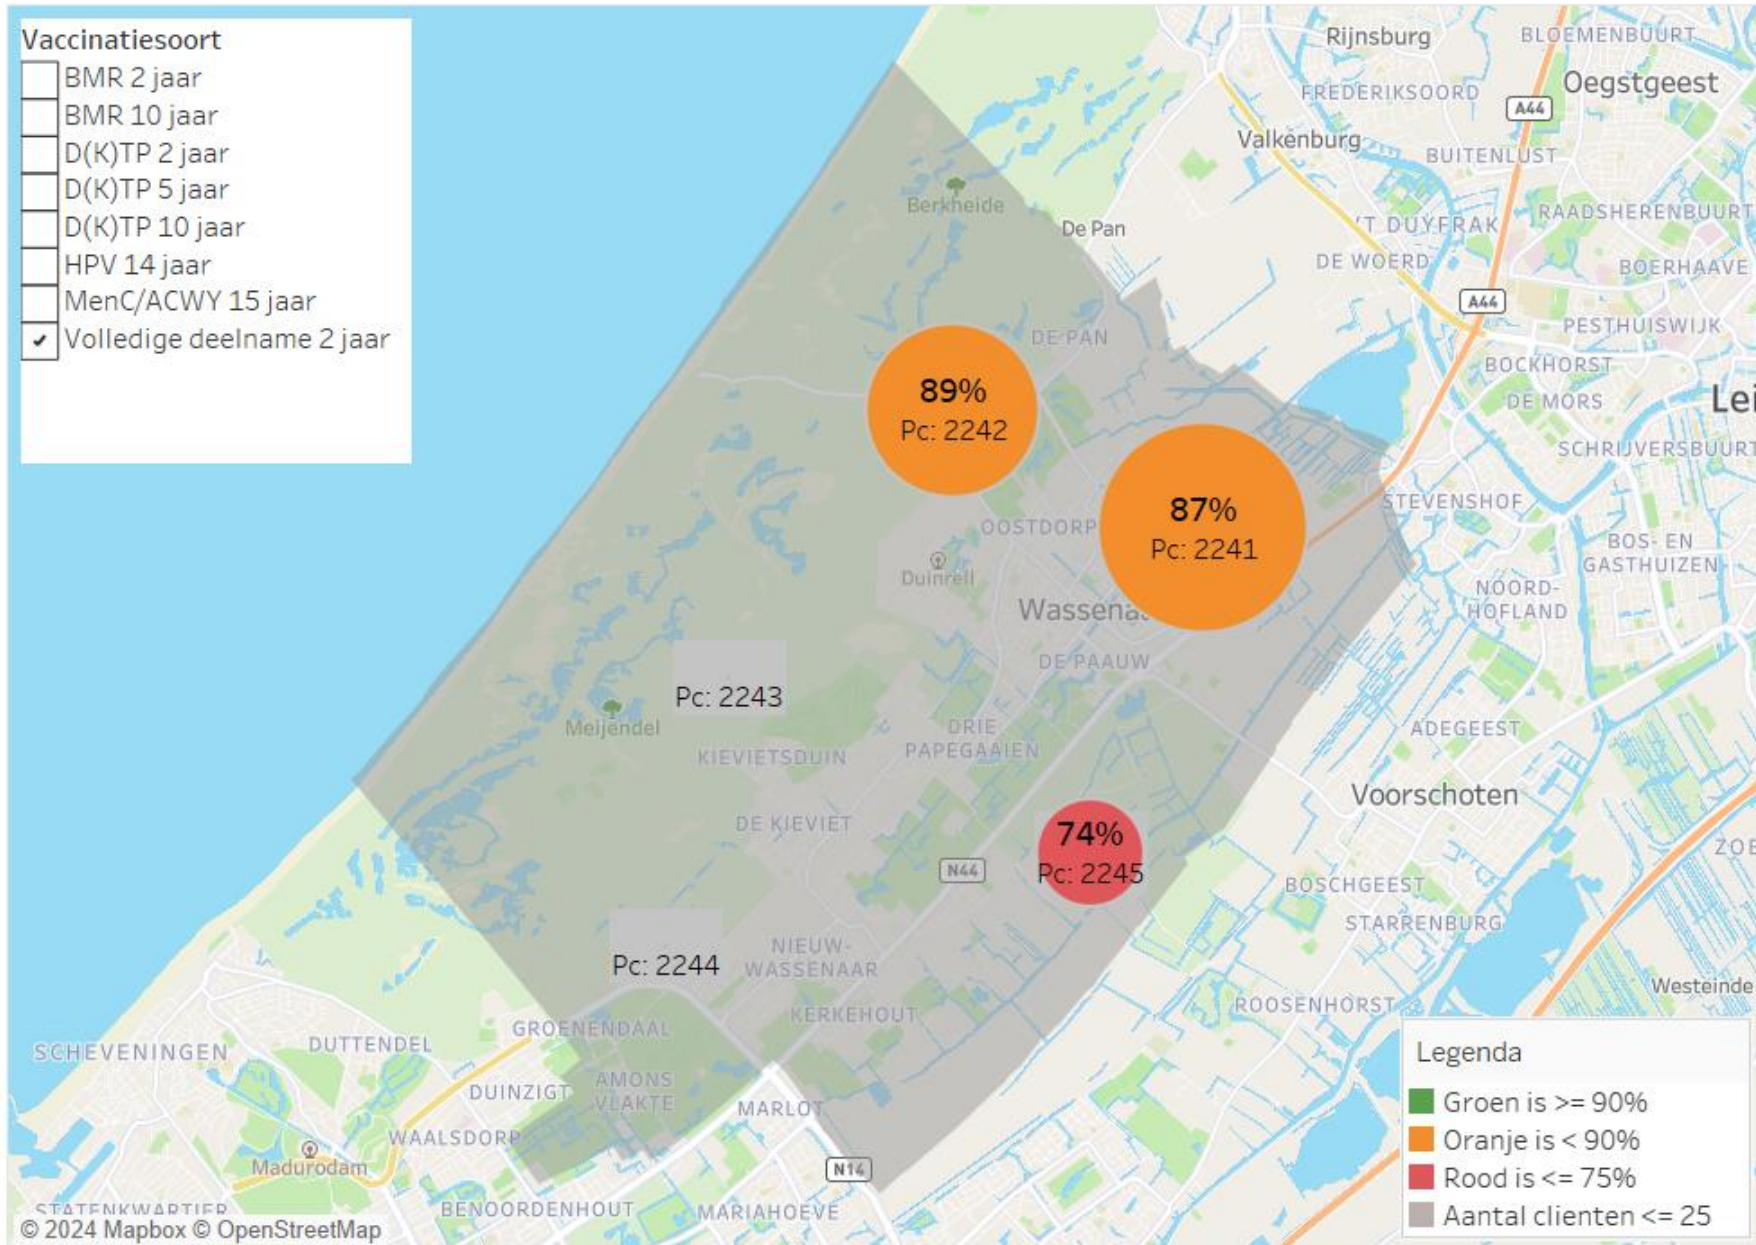 Vaccinatiesoort
BMR 2 jaar
BMR 10 jaar
D(K)TP 2 jaar
D(K)TP 5 jaar
D(K)TP 10 jaar
HPV 14 jaar
MenC/ACWY 15 jaar
Volledige deelname 2 jaar
Rijnsburg
BLOEMENBUURT
Oegstgeest
FREDERIKSOORD
A44
Valkenburg
BUITENLUST
Berkheide
De Pan
'T DUYFRAK
RAADSHERENBUURT
DE WOERD
BOERHAAVE
A44
DE PAN
PESTHUISWIJK
BOCKHORST
89%
Pc: 2242
DE MORS
Lei
SCHRIJVERSBUURT
87%
Pc: 2241
STEVENSHOF
OOSTDORP
BOS- EN
GASTHUIZEN
Duinrell
NOORD-
HOFLAND
Wassenaa
DE PAAUW
Pc: 2243
Meijendel
DRIE
PAPEGAAIEN
ADEGEEST
KIEVIETSDUIN
Voorschoten
DE KIEVIET
74%
Pc: 2245
ZOE
N44
BOSCHGEEST
STARRENBURG
NIEUW-
WASSENAAR
Pc: 2244
Westeinde
ROOSENHORST
KERKEHOUT
GROENENDAAL
SCHEVENINGEN
DUTTENDEL
DUINZIGT
AMONS
VLAKTE
MARLOT
WAALSDORP
Madurodam
N14
STATENKWARTIER
BENOORDENHOUT
MARIAHOEVE
Legenda
Groen is >= 90%
Oranje is < 90%
Rood is <= 75%
Aantal clienten <= 25
© 2024 Mapbox © OpenStreetMap